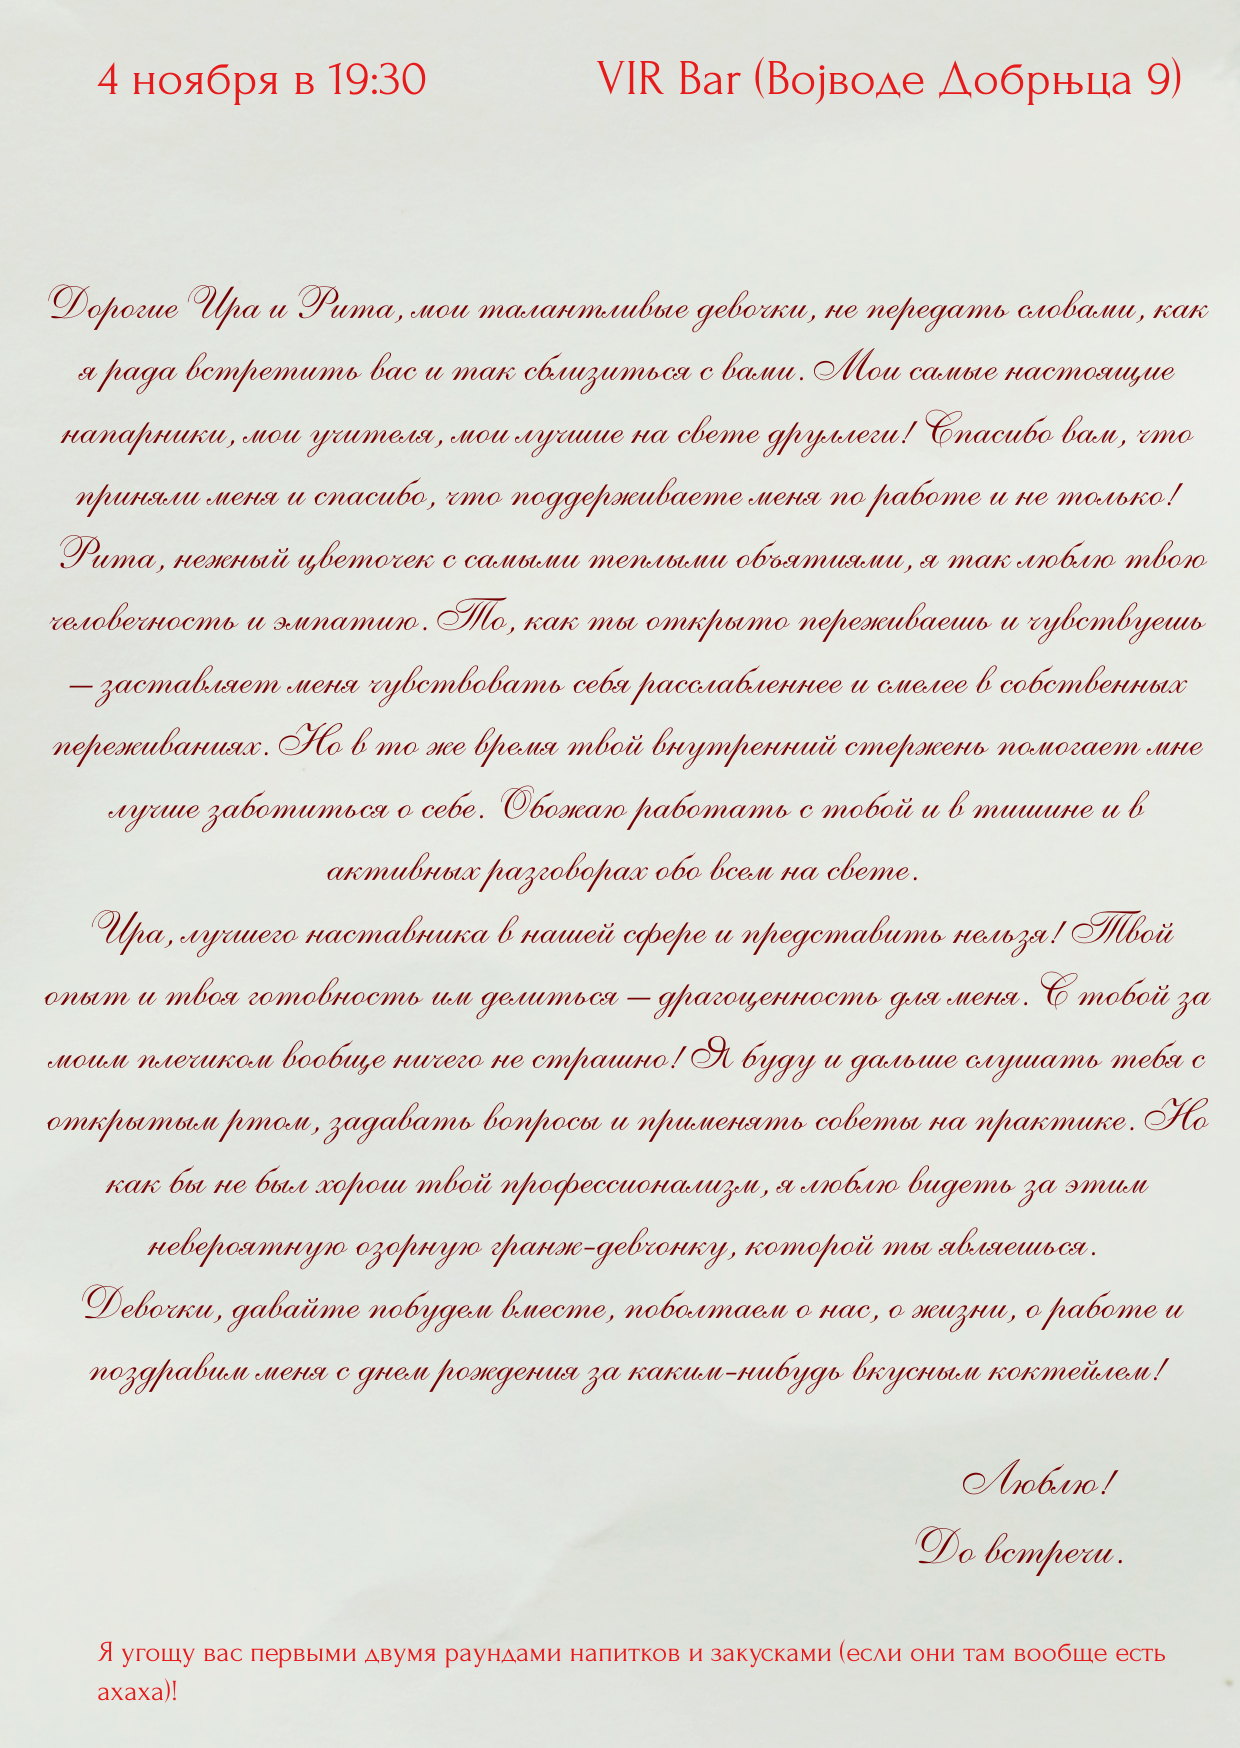 4 ноября в 19:30
VIR Bar (Војводе Добрњца 9)
Дорогие Ира и Рита, мои талантливые девочки, не передать словами, как
я рада встретить вас и так сблизиться с вами. Мои самые настоящие
напарники, мои учителя, мои лучшие на свете друллеги! Спасибо вам, что
приняли меня и спасибо, что поддерживаете меня по работе и не только!
Рита, нежный цветочек с самыми теплыми объятиями, я так люблю твою
человечность и эмпатию. То, как ты открыто переживаешь и чувствуешь
– заставляет меня чувствовать себя расслабленнее и смелее в собственных
переживаниях. Но в то же время твой внутренний стержень помогает мне
лучше заботиться о себе. Обожаю работать с тобой и в тишине и в
активных разговорах обо всем на свете.
Ира, лучшего наставника в нашей сфере и представить нельзя! Твой
опыт и твоя готовность им делиться – драгоценность для меня. С тобой за
моим плечиком вообще ничего не страшно! Я буду и дальше слушать тебя с
открытым ртом, задавать вопросы и применять советы на практике. Но
как бы не был хорош твой профессионализм, я люблю видеть за этим
невероятную озорную гранж-девчонку, которой ты являешься.
Девочки, давайте побудем вместе, поболтаем о нас, о жизни, о работе и
поздравим меня с днем рождения за каким-нибудь вкусным коктейлем!
Люблю!
До встречи.
Я угощу вас первыми двумя раундами напитков и закусками (если они там вообще есть
ахаха)!